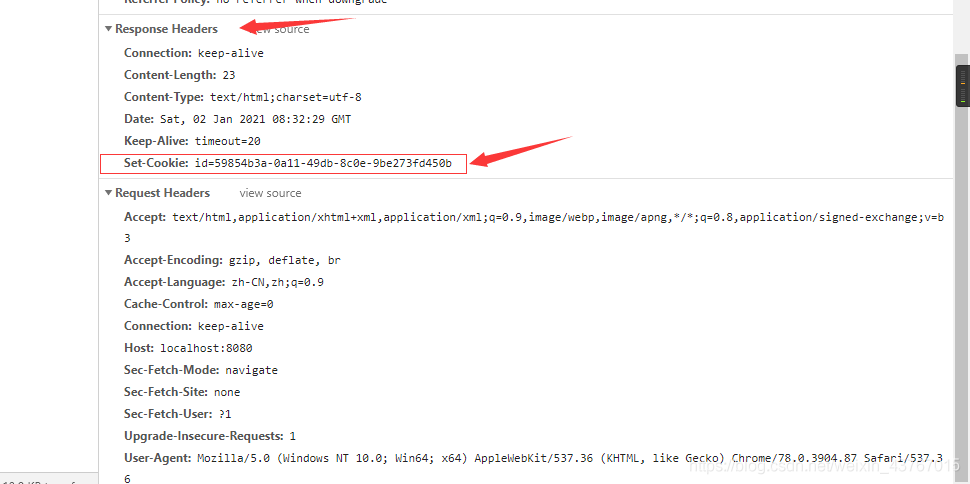 Referrer Policy: no-referrer-when-downgrade
Response Headers view source
Connection: keep-alive
Content-Length: 23
Content-Type: text/html;charset=utf-8
Date: Sat, 02 Jan 2021 08:32:29 GMT
Keep-Alive: timeout=20
Set-Cookie: id=59854b3a-0a11-49db-8c0e-9be273fd450b
Request Headers view source
Accept: text/html,application/xhtml+xml,application/xml;q=0.9,image/webp,image/apng,*/*;q=0.8,application/signed-exchange;v=b
3
Accept-Encoding: gzip, deflate, br
Accept-Language: zh-CN,zh;q=0.9
Cache-Control: max-age=0
Connection: keep-alive
Host: localhost:8080
Sec-Fetch-Mode: navigate
Sec-Fetch-Site: none
Sec-Fetch-User: ?1
Upgrade-Insecure-Requests: 1
User-Agent: Mozilla/5.0 (Windows NT 10.0; Win64; x64) AppleWebKit/537.36 (KHTML, like Gecko) Chrome/78.0.3904.87 Safari/537.3
6
https://blog.csdn.net/weixin_43767015